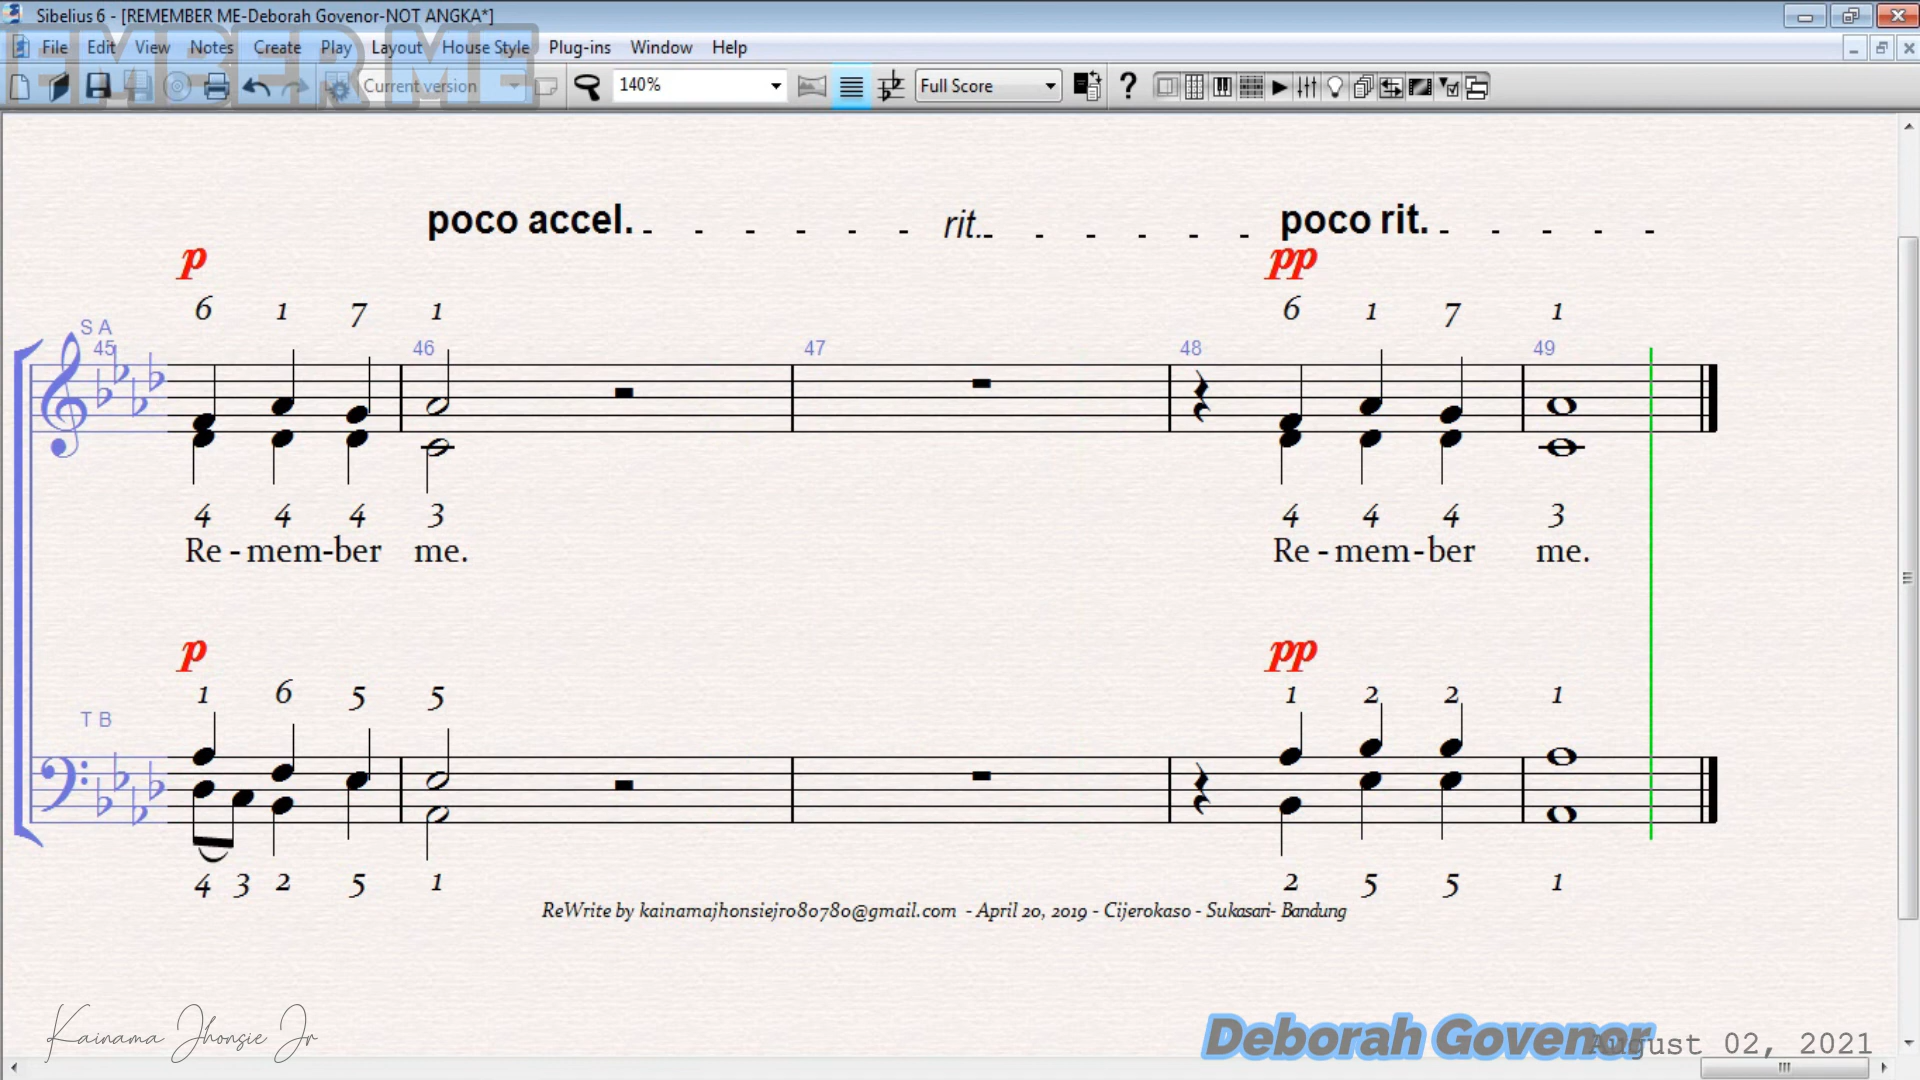 Sibelius 6 - [REMEMBER ME-Deborah Govenor-NOT ANGKA*]
EMBER ME
File Edit View Notes Create Play Layout House Style Plug-ins Window Help
Current version 140% Full Score ?
poco accel. rit. poco rit.
p pp
6 1 7 1 6 1 7 1
S A
45 46 47 48 49
4 4 4 3 4 4 4 3
Re - mem-ber me. Re - mem-ber me.
p pp
1 6 5 5 1 2 2 1
T B
4 3 2 5 1 2 5 5 1
ReWrite by kainamajhonsiejr080780@gmail.com - April 20, 2019 - Cijerokaso - Sukasari- Bandung
Kainama Jhonsie Jr
Deborah Govenor
August 02, 2021